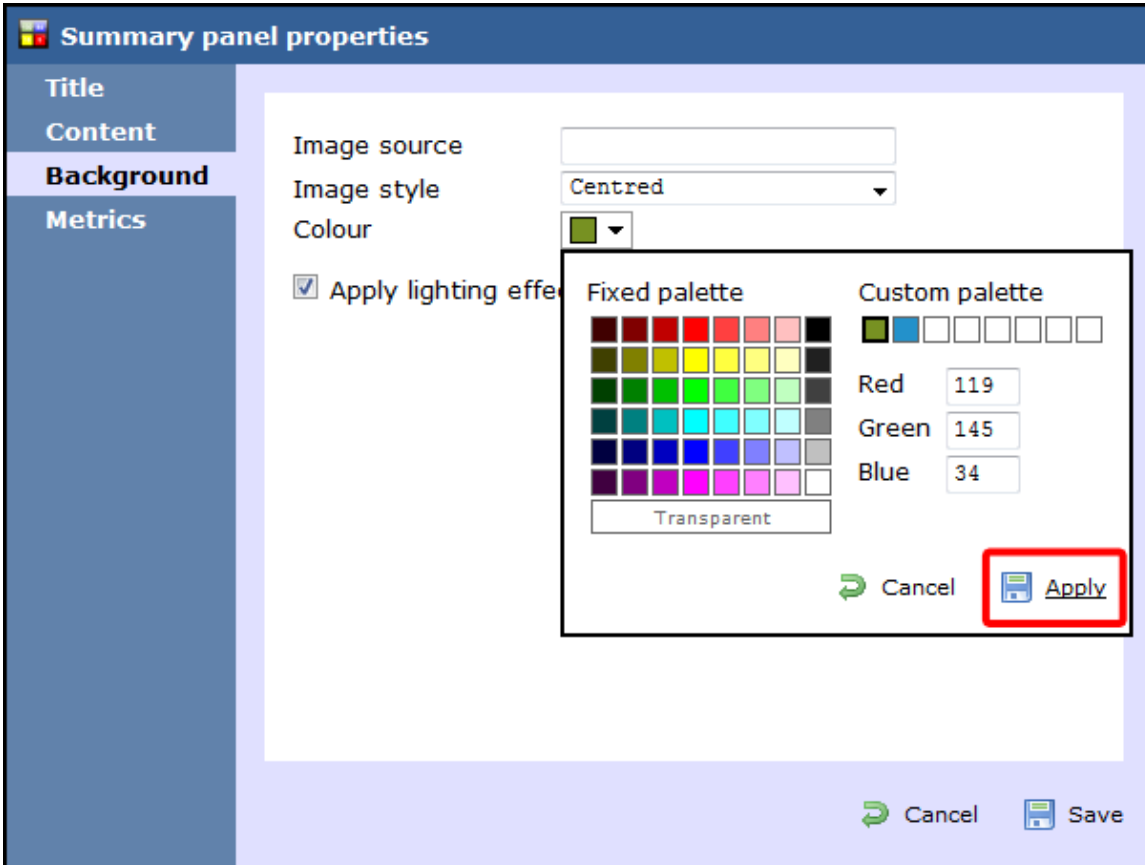 Summary panel properties
Title
Content
Background
Metrics
Image source
Image style Centred
Colour
Apply lighting effe
Fixed palette Custom palette
Red 119
Green 145
Blue 34
Transparent
Cancel Apply
Cancel Save